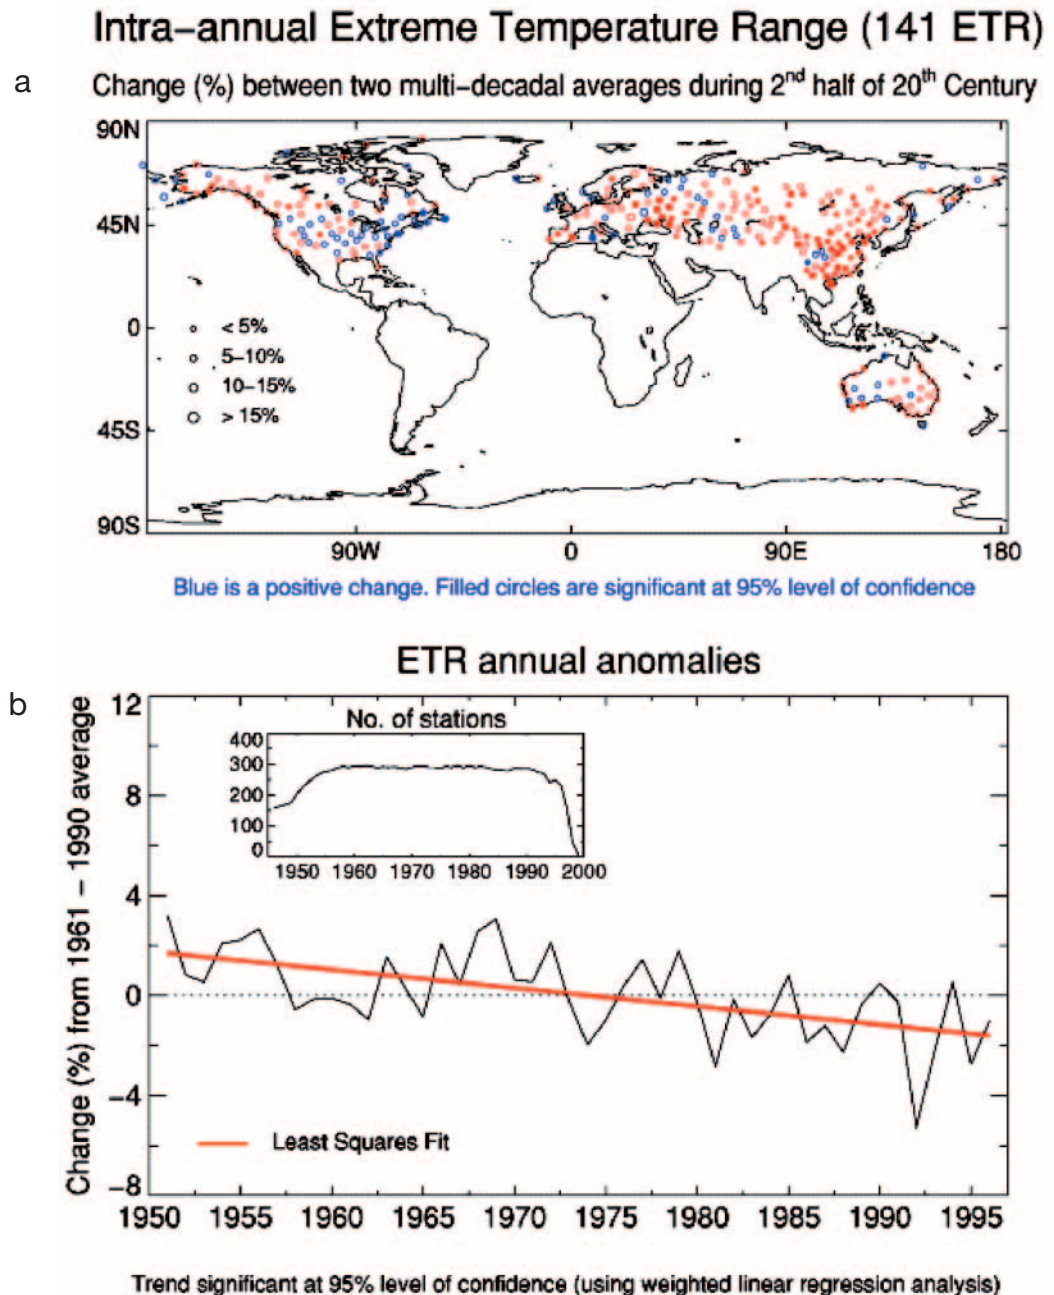 Intra-annual Extreme Temperature Range (141 ETR)
a
Change (%) between two multi-decadal averages during 2nd half of 20th Century
90N
45N
0
45S
90S
< 5%
5-10%
10-15%
> 15%
90W 0 90E 180
Blue is a positive change. Filled circles are significant at 95% level of confidence
ETR annual anomalies
b
Change (%) from 1961 - 1990 average
12
8
4
0
-4
-8
No. of stations
400
300
200
100
0
1950 1960 1970 1980 1990 2000
Least Squares Fit
1950 1955 1960 1965 1970 1975 1980 1985 1990 1995
Trend significant at 95% level of confidence (using weighted linear regression analysis)